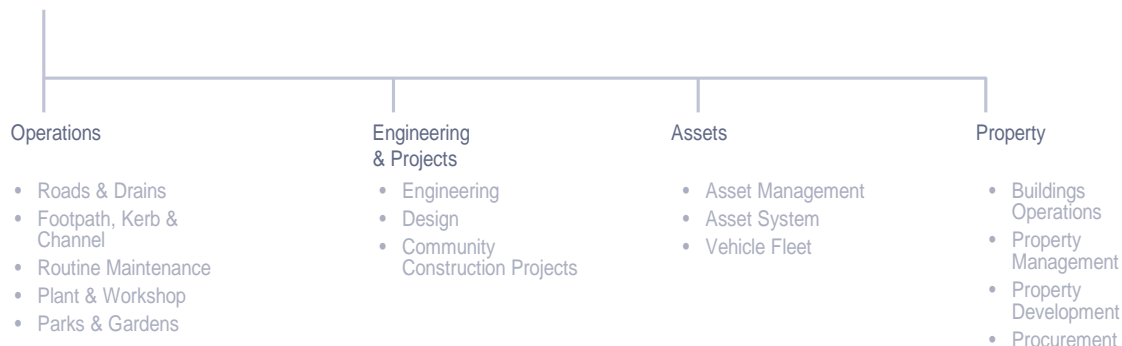 Operations
• Roads & Drains
• Footpath, Kerb &
Channel
• Routine Maintenance
• Plant & Workshop
• Parks & Gardens
Engineering
& Projects
• Engineering
• Design
• Community
Construction Projects
Assets
• Asset Management
• Asset System
• Vehicle Fleet
Property
• Buildings
Operations
• Property
Management
• Property
Development
• Procurement